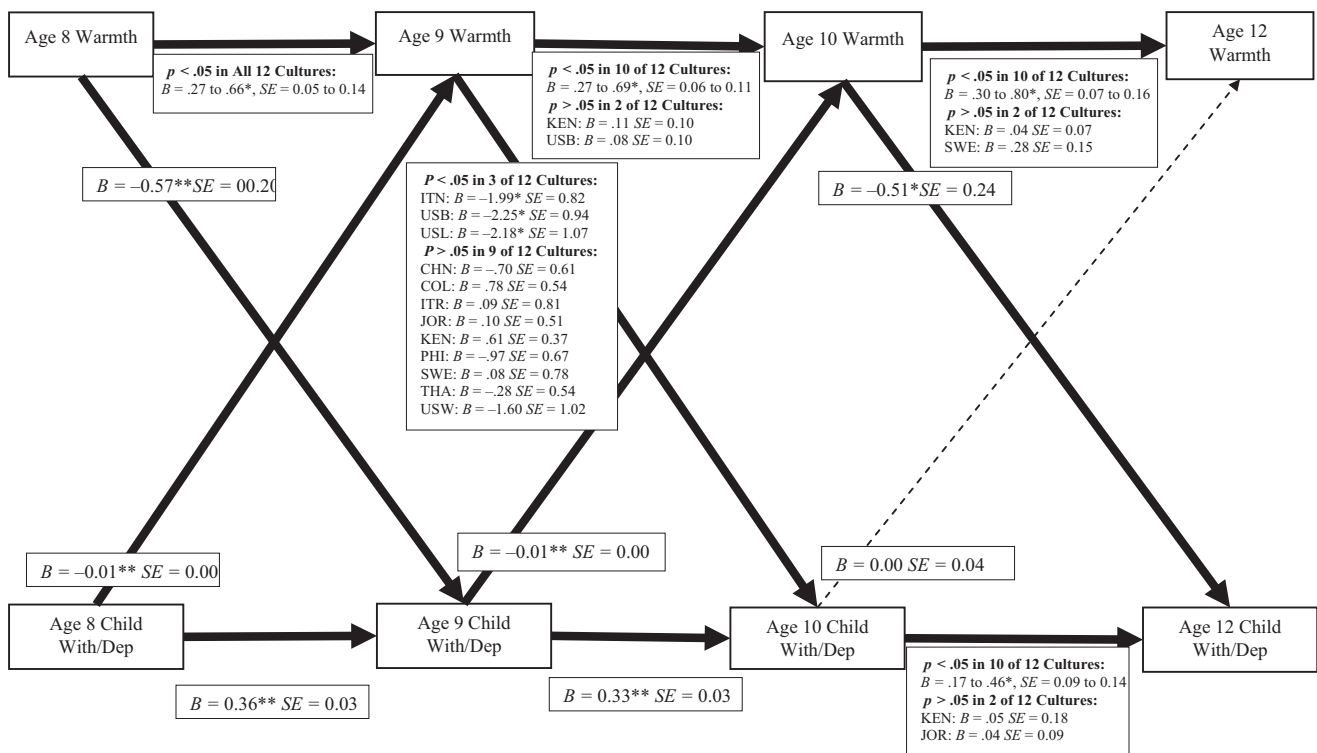 Age 8 Warmth
Age 9 Warmth
Age 10 Warmth
Age 12
Warmth
p < .05 in All 12 Cultures:
B = .27 to .66*, SE = 0.05 to 0.14
p < .05 in 10 of 12 Cultures:
B = .27 to .69*, SE = 0.06 to 0.11
p > .05 in 2 of 12 Cultures:
KEN: B = .11 SE = 0.10
USB: B = .08 SE = 0.10
p < .05 in 10 of 12 Cultures:
B = .30 to .80*, SE = 0.07 to 0.16
p > .05 in 2 of 12 Cultures:
KEN: B = .04 SE = 0.07
SWE: B = .28 SE = 0.15
B = –0.57** SE = 00.20
P < .05 in 3 of 12 Cultures:
ITN: B = –1.99* SE = 0.82
USB: B = –2.25* SE = 0.94
USL: B = –2.18* SE = 1.07
P > .05 in 9 of 12 Cultures:
CHN: B = –.70 SE = 0.61
COL: B = .78 SE = 0.54
ITR: B = .09 SE = 0.81
JOR: B = .10 SE = 0.51
KEN: B = .61 SE = 0.37
PHI: B = –.97 SE = 0.67
SWE: B = .08 SE = 0.78
THA: B = –.28 SE = 0.54
USW: B = –1.60 SE = 1.02
B = –0.51* SE = 0.24
B = –0.01** SE = 0.00
B = –0.01** SE = 0.00
B = 0.00 SE = 0.04
Age 8 Child
With/Dep
Age 9 Child
With/Dep
Age 10 Child
With/Dep
Age 12 Child
With/Dep
B = 0.36** SE = 0.03
B = 0.33** SE = 0.03
p < .05 in 10 of 12 Cultures:
B = .17 to .46*, SE = 0.09 to 0.14
p > .05 in 2 of 12 Cultures:
KEN: B = .05 SE = 0.18
JOR: B = .04 SE = 0.09